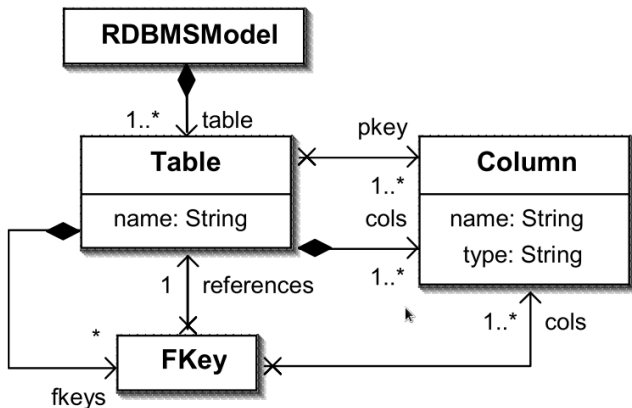 RDBMSModel
1..* table
pkey
Table
Column
1..*
name: String
cols
name: String
type: String
1..*
1 references
*
1..* cols
FKey
fkeys